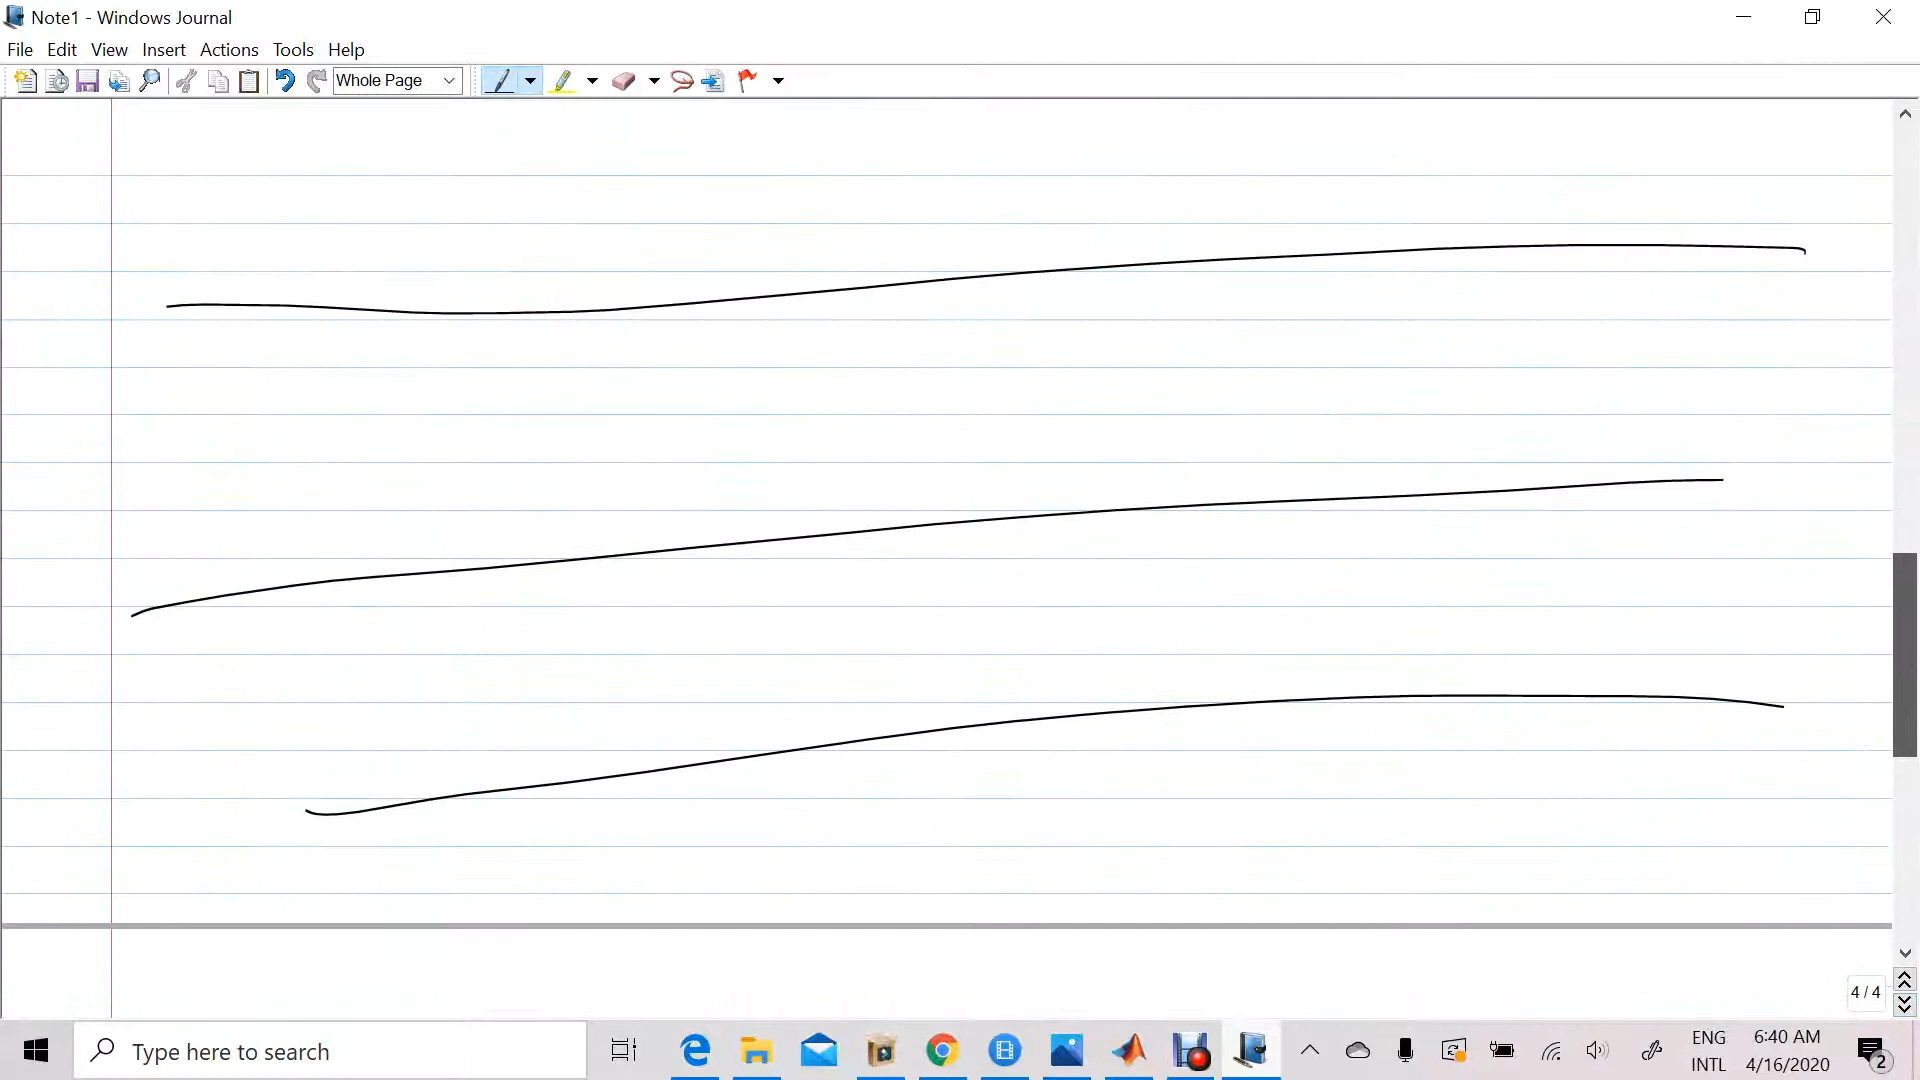 Note1 - Windows Journal
File Edit View Insert Actions Tools Help
Whole Page
4 / 4
Type here to search
ENG
INTL
6:40 AM
4/16/2020
2